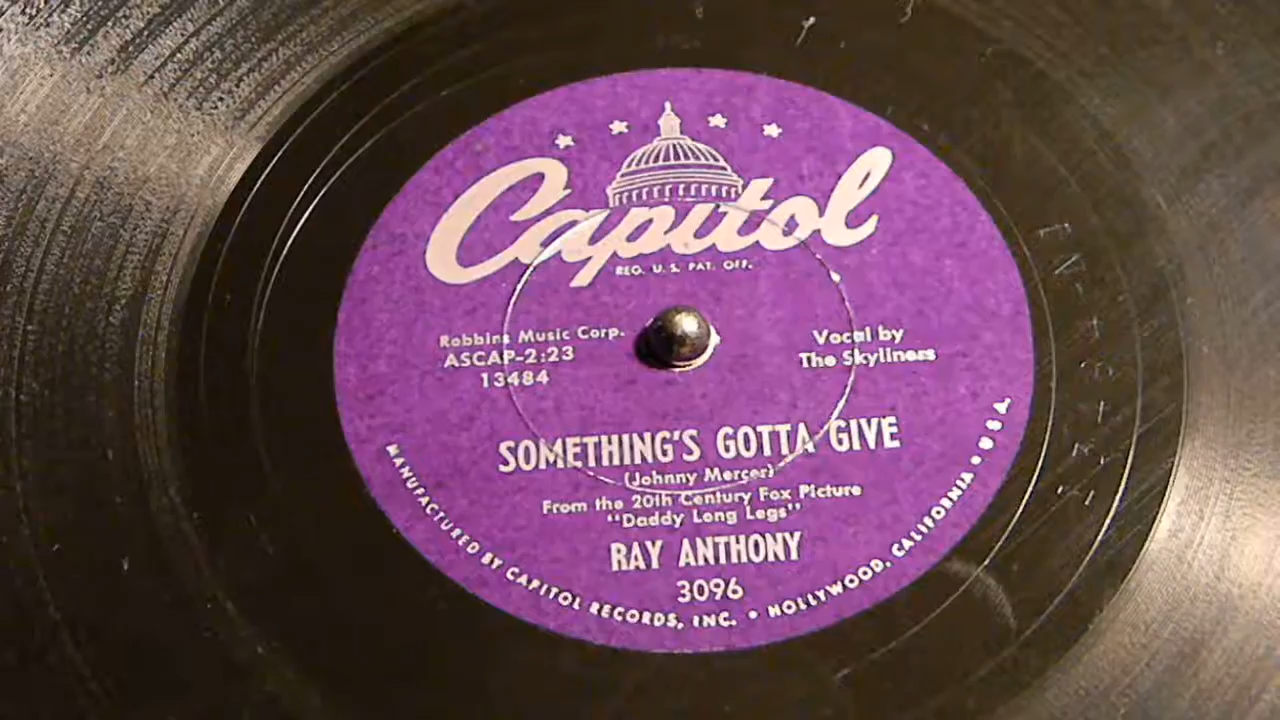 Capitol
REG. U. S. PAT. OFF.
Robbins Music Corp.
ASCAP-2:23
13484
Vocal by
The Skyliners
SOMETHING'S GOTTA GIVE
(Johnny Mercer)
From the 20th Century Fox Picture
"Daddy Long Legs"
RAY ANTHONY
3096
MANUFACTURED BY CAPITOL RECORDS, INC. • HOLLYWOOD, CALIFORNIA • U.S.A.